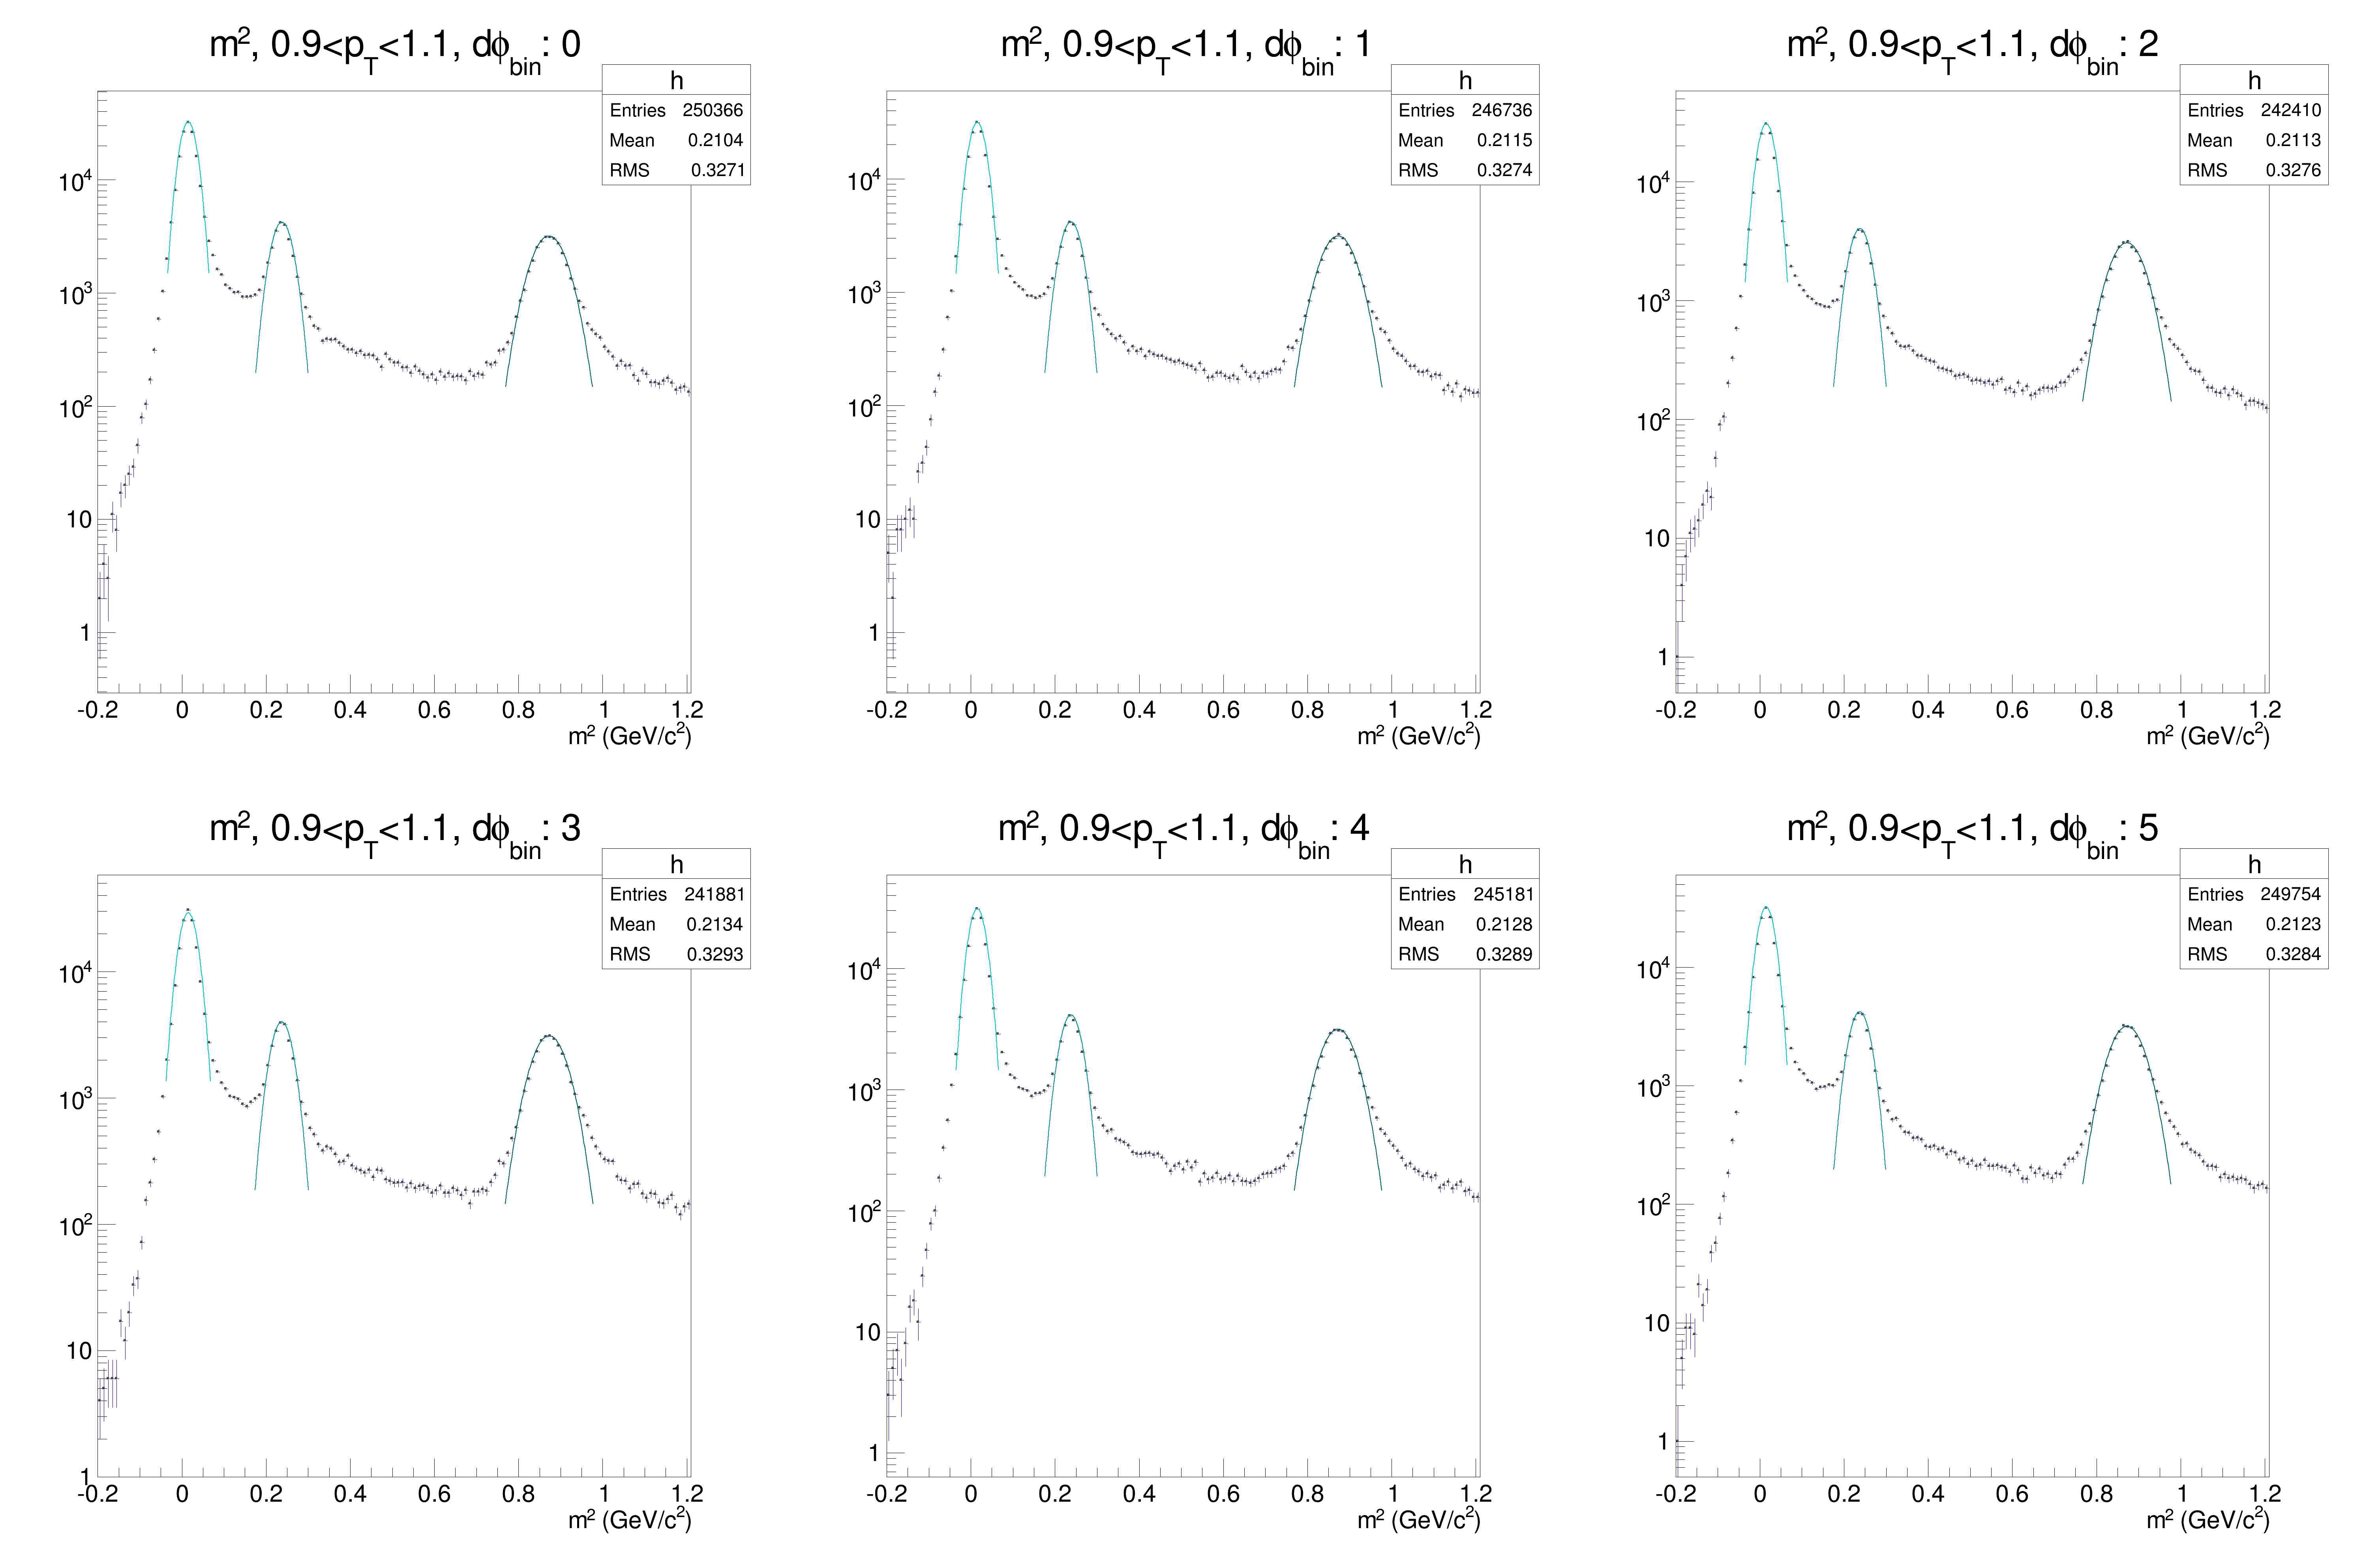 m², 0.9<p_T<1.1, dϕ_bin: 0
h
Entries 250366
Mean 0.2104
RMS 0.3271
10⁴
10³
10²
10
1
-0.2 0 0.2 0.4 0.6 0.8 1 1.2
m² (GeV/c²)
m², 0.9<p_T<1.1, dϕ_bin: 1
h
Entries 246736
Mean 0.2115
RMS 0.3274
10⁴
10³
10²
10
1
-0.2 0 0.2 0.4 0.6 0.8 1 1.2
m² (GeV/c²)
m², 0.9<p_T<1.1, dϕ_bin: 2
h
Entries 242410
Mean 0.2113
RMS 0.3276
10⁴
10³
10²
10
1
-0.2 0 0.2 0.4 0.6 0.8 1 1.2
m² (GeV/c²)
m², 0.9<p_T<1.1, dϕ_bin: 3
h
Entries 241881
Mean 0.2134
RMS 0.3293
10⁴
10³
10²
10
1
-0.2 0 0.2 0.4 0.6 0.8 1 1.2
m² (GeV/c²)
m², 0.9<p_T<1.1, dϕ_bin: 4
h
Entries 245181
Mean 0.2128
RMS 0.3289
10⁴
10³
10²
10
1
-0.2 0 0.2 0.4 0.6 0.8 1 1.2
m² (GeV/c²)
m², 0.9<p_T<1.1, dϕ_bin: 5
h
Entries 249754
Mean 0.2123
RMS 0.3284
10⁴
10³
10²
10
1
-0.2 0 0.2 0.4 0.6 0.8 1 1.2
m² (GeV/c²)